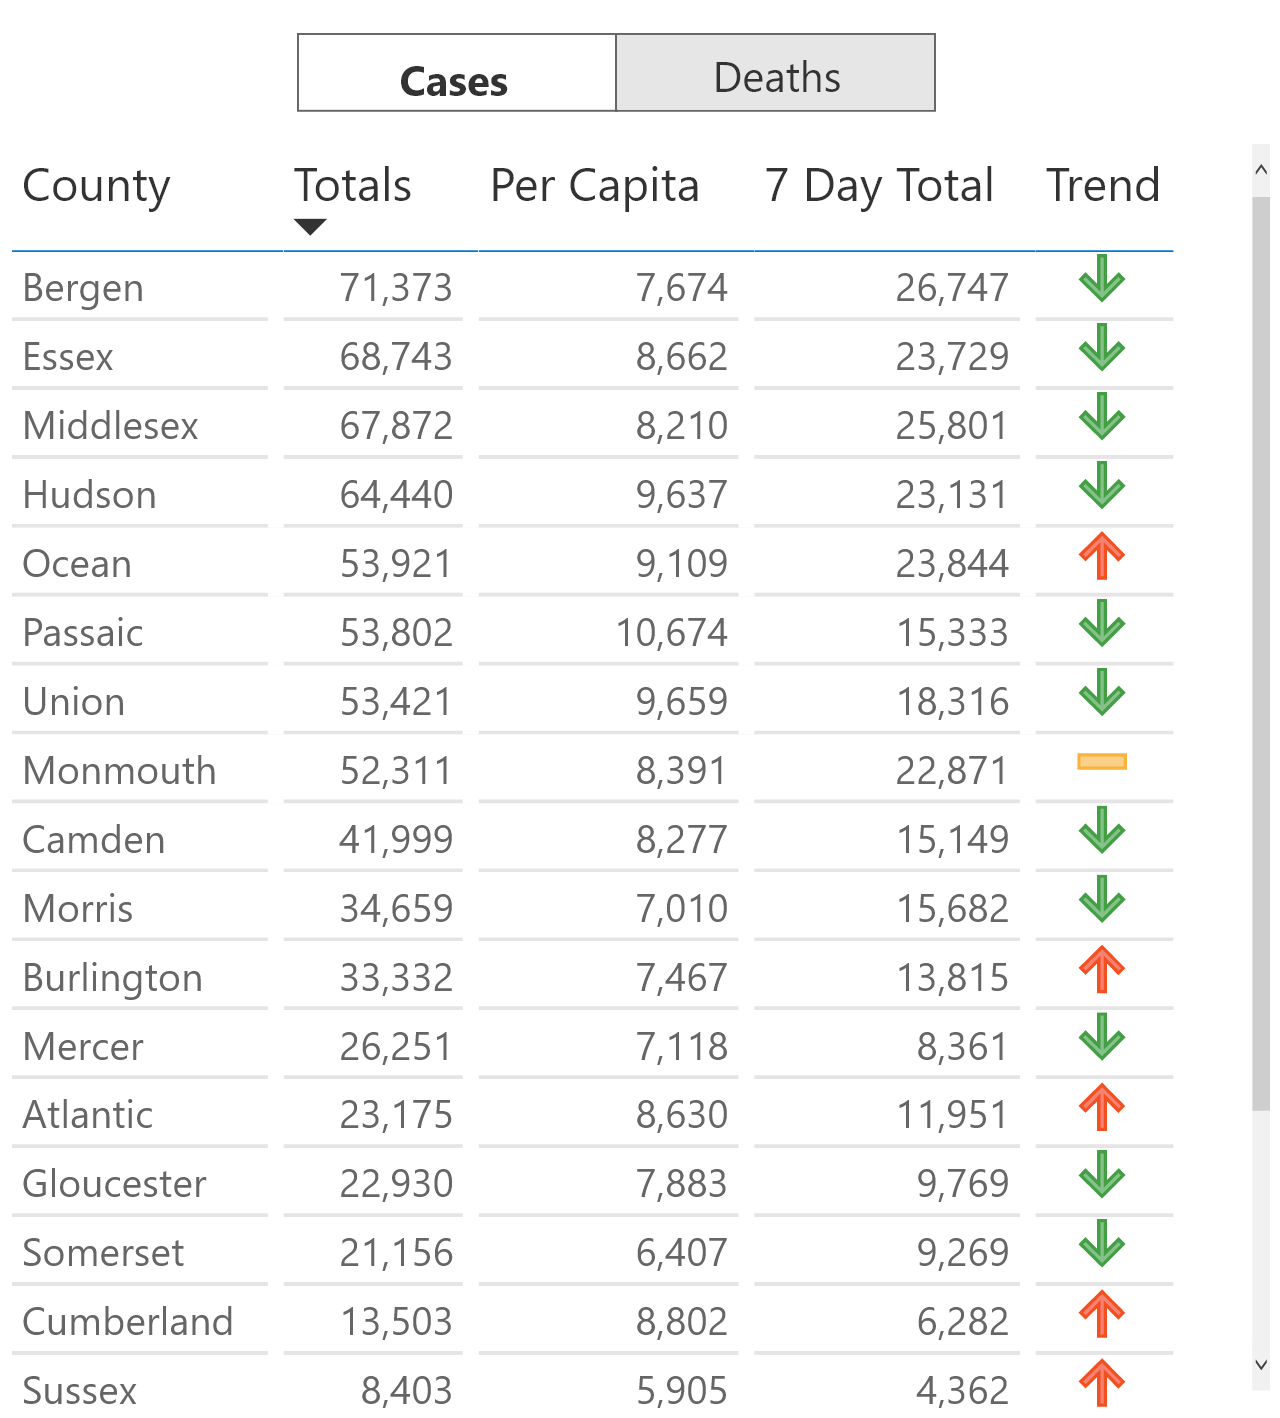 Cases Deaths
County Totals Per Capita 7 Day Total Trend
Bergen 71,373 7,674 26,747
Essex 68,743 8,662 23,729
Middlesex 67,872 8,210 25,801
Hudson 64,440 9,637 23,131
Ocean 53,921 9,109 23,844
Passaic 53,802 10,674 15,333
Union 53,421 9,659 18,316
Monmouth 52,311 8,391 22,871
Camden 41,999 8,277 15,149
Morris 34,659 7,010 15,682
Burlington 33,332 7,467 13,815
Mercer 26,251 7,118 8,361
Atlantic 23,175 8,630 11,951
Gloucester 22,930 7,883 9,769
Somerset 21,156 6,407 9,269
Cumberland 13,503 8,802 6,282
Sussex 8,403 5,905 4,362